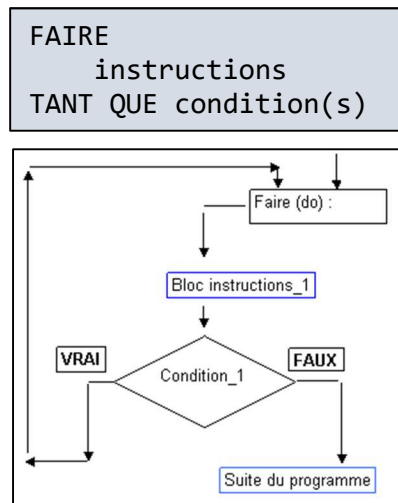 FAIRE
instructions
TANT QUE condition(s)
Faire (do) :
Bloc instructions_1
VRAI
Condition_1
FAUX
Suite du programme